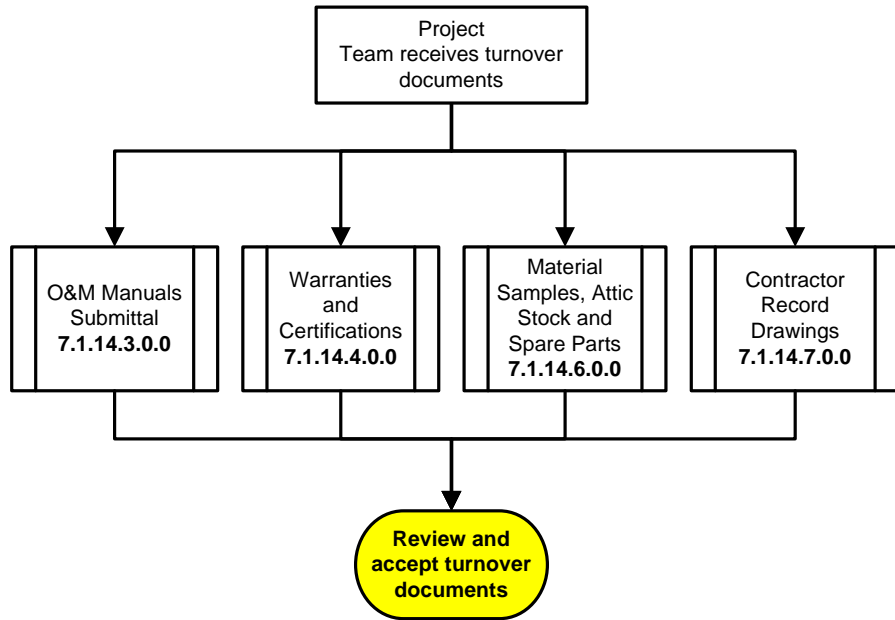 Project
Team receives turnover
documents
O&M Manuals
Submittal
7.1.14.3.0.0
Warranties
and
Certifications
7.1.14.4.0.0
Material
Samples, Attic
Stock and
Spare Parts
7.1.14.6.0.0
Contractor
Record
Drawings
7.1.14.7.0.0
Review and
accept turnover
documents